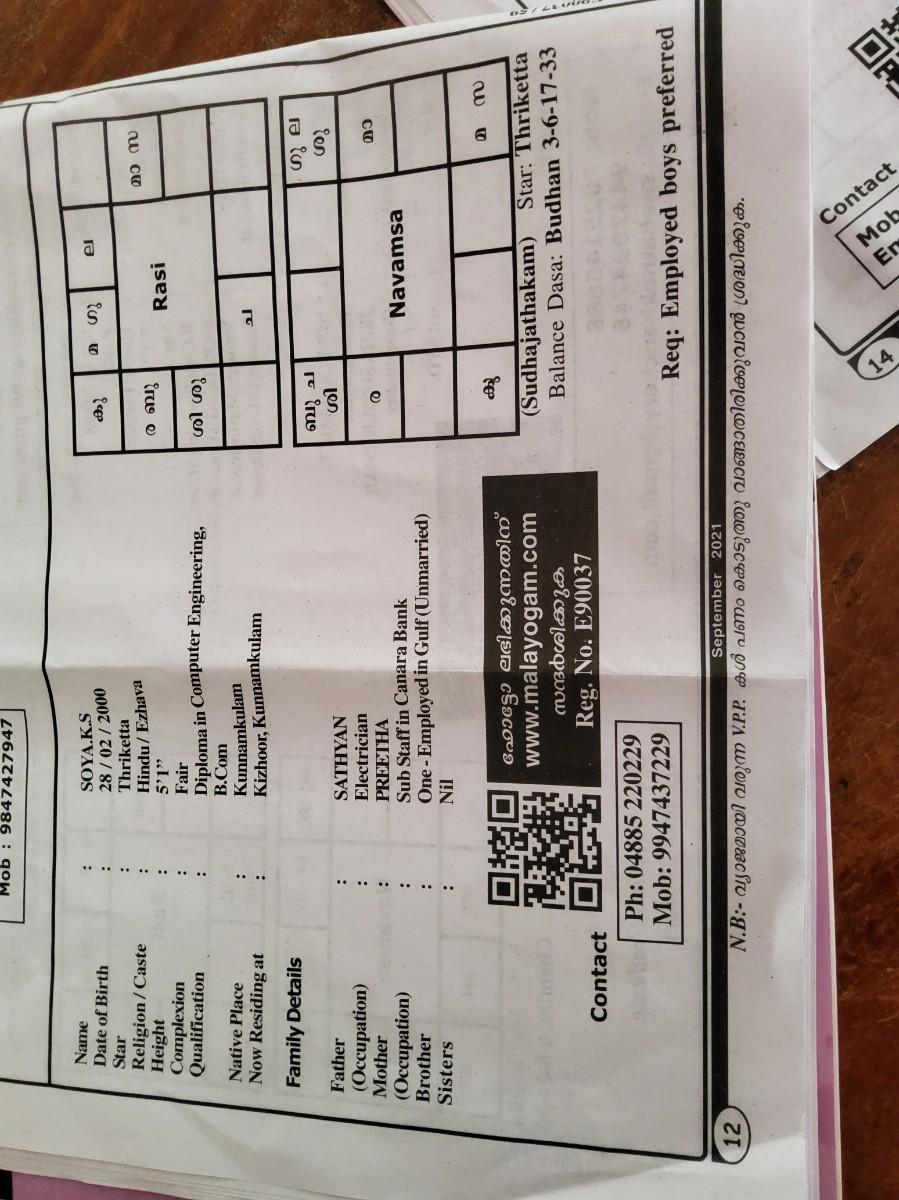 Mob : 9847427947
Name : SOYA.K.S
Date of Birth : 28 / 02 / 2000
Star : Thriketta
Religion / Caste : Hindu / Ezhava
Height : 5'1”
Complexion : Fair
Qualification : Diploma in Computer Engineering,
B.Com
Native Place : Kunnamkulam
Now Residing at : Kizhoor, Kunnamkulam
Family Details
Father : SATHYAN
(Occupation) : Electrician
Mother : PREETHA
(Occupation) : Sub Staff in Canara Bank
Brother : One - Employed in Gulf (Unmarried)
Sisters : Nil
കു
മ ഗു
ല
ര ബു
Rasi
മാ സ
ശി ശു
ച
ബു ച
ശി
ഗു ല
ശു
ര
Navamsa
മാ
കു
മ സ
(Sudhajathakam) Star: Thriketta
Balance Dasa: Budhan 3-6-17-33
Contact
ഫോട്ടോ ലഭിക്കുന്നതിന്
www.malayogam.com
സന്ദർശിക്കുക
Reg. No. E90037
Ph: 04885 2220229
Mob: 9947437229
Req: Employed boys preferred
12
September 2021
N.B:- വ്യാജമായി വരുന്ന V.P.P. കൾ പണം കൊടുത്തു വാങ്ങാതിരിക്കുവാൻ ശ്രദ്ധിക്കുക.
Contact
Mob
Em
14